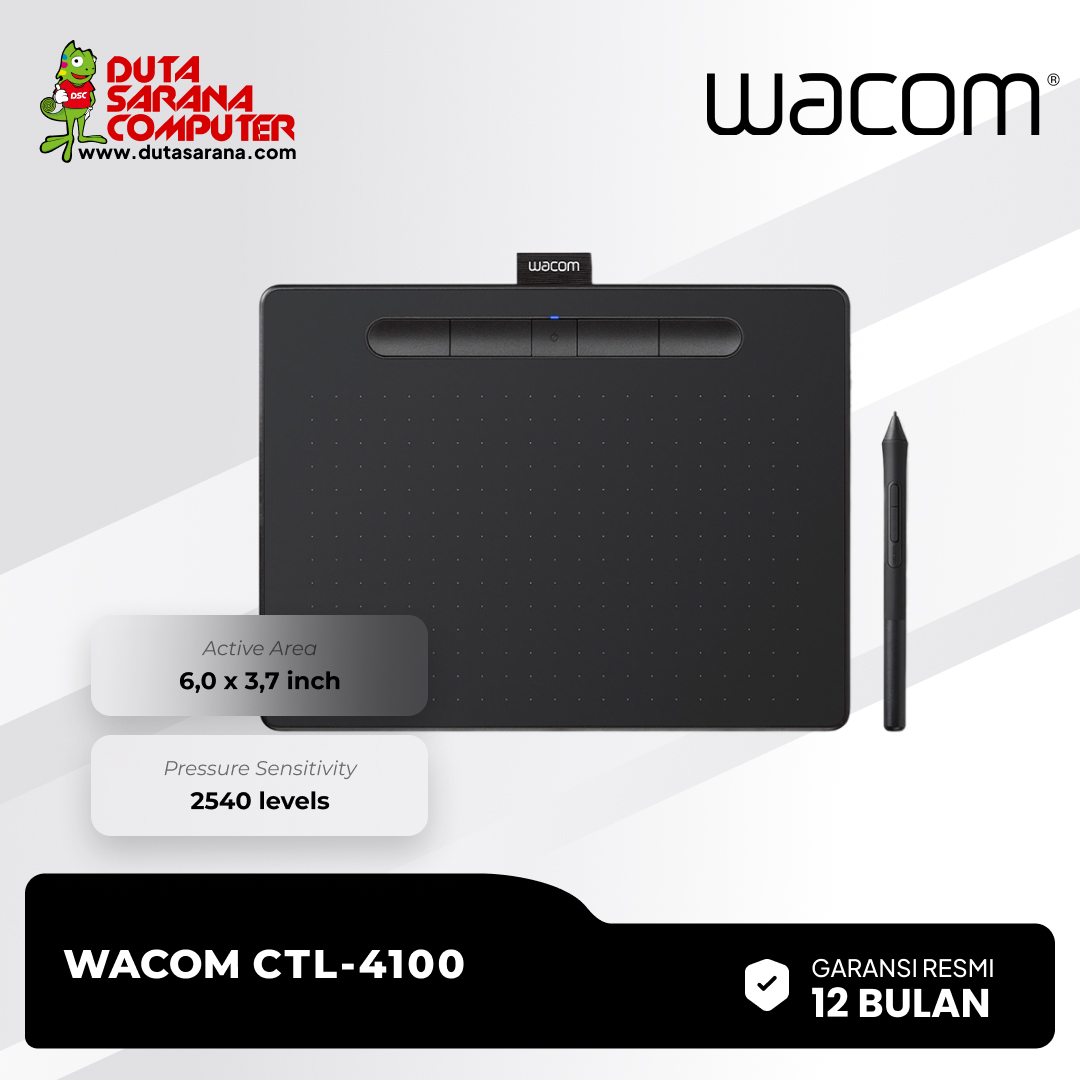 DUTA
SARANA
COMPUTER
www.dutasarana.com
DSC
wacom®
wacom
Active Area
6,0 x 3,7 inch
Pressure Sensitivity
2540 levels
WACOM CTL-4100
GARANSI RESMI
12 BULAN